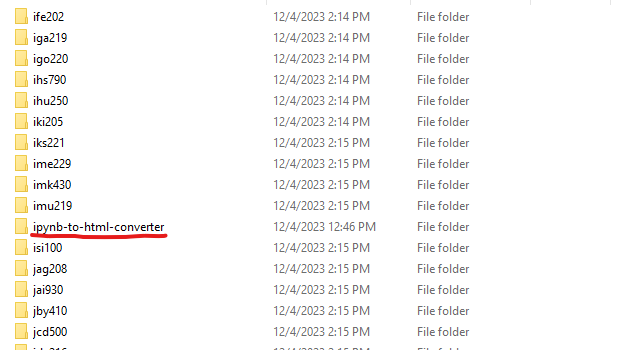 ife202 12/4/2023 2:14 PM File folder
iga219 12/4/2023 2:14 PM File folder
igo220 12/4/2023 2:14 PM File folder
ihs790 12/4/2023 2:14 PM File folder
ihu250 12/4/2023 2:14 PM File folder
iki205 12/4/2023 2:14 PM File folder
iks221 12/4/2023 2:15 PM File folder
ime229 12/4/2023 2:15 PM File folder
imk430 12/4/2023 2:15 PM File folder
imu219 12/4/2023 2:15 PM File folder
ipynb-to-html-converter 12/4/2023 12:46 PM File folder
isi100 12/4/2023 2:15 PM File folder
jag208 12/4/2023 2:15 PM File folder
jai930 12/4/2023 2:15 PM File folder
jby410 12/4/2023 2:15 PM File folder
jcd500 12/4/2023 2:15 PM File folder